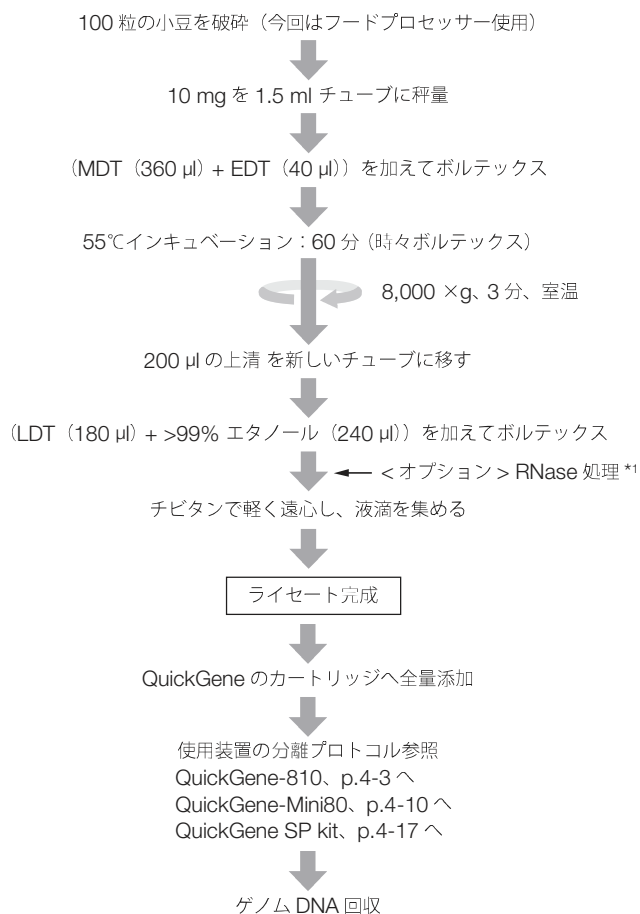 100 粒の小豆を破砕（今回はフードプロセッサー使用）
10 mg を 1.5 ml チューブに秤量
（MDT（360 µl）+ EDT（40 µl））を加えてボルテックス
55℃インキュベーション：60 分（時々ボルテックス）
8,000 ×g、3 分、室温
200 µl の上清 を新しいチューブに移す
（LDT（180 µl）+ >99% エタノール（240 µl））を加えてボルテックス
< オプション > RNase 処理 *1
チビタンで軽く遠心し、液滴を集める
ライセート完成
QuickGene のカートリッジへ全量添加
使用装置の分離プロトコル参照
QuickGene-810、p.4-3 へ
QuickGene-Mini80、p.4-10 へ
QuickGene SP kit、p.4-17 へ
ゲノム DNA 回収